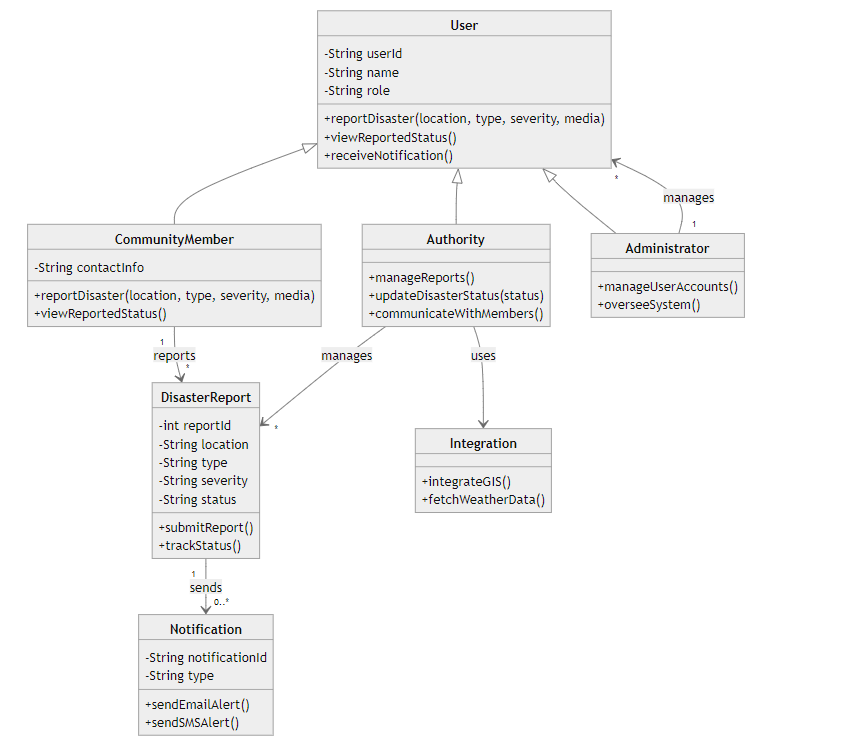 User
-String userId
-String name
-String role
+reportDisaster(location, type, severity, media)
+viewReportedStatus()
+receiveNotification()
*
manages
1
CommunityMember
-String contactInfo
+reportDisaster(location, type, severity, media)
+viewReportedStatus()
Authority
+manageReports()
+updateDisasterStatus(status)
+communicateWithMembers()
Administrator
+manageUserAccounts()
+overseeSystem()
1
reports
*
manages
*
uses
DisasterReport
-int reportId
-String location
-String type
-String severity
-String status
+submitReport()
+trackStatus()
Integration
+integrateGIS()
+fetchWeatherData()
1
sends
0..*
Notification
-String notificationId
-String type
+sendEmailAlert()
+sendSMSAlert()